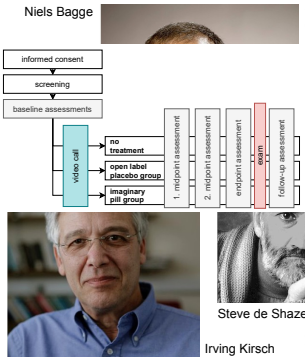 Niels Bagge
informed consent
screening
baseline assessments
video call
no
treatment
open label
placebo group
imaginary
pill group
1. midpoint assessment
2. midpoint assessment
endpoint assessment
exam
follow-up assessment
Steve de Shaze
Irving Kirsch